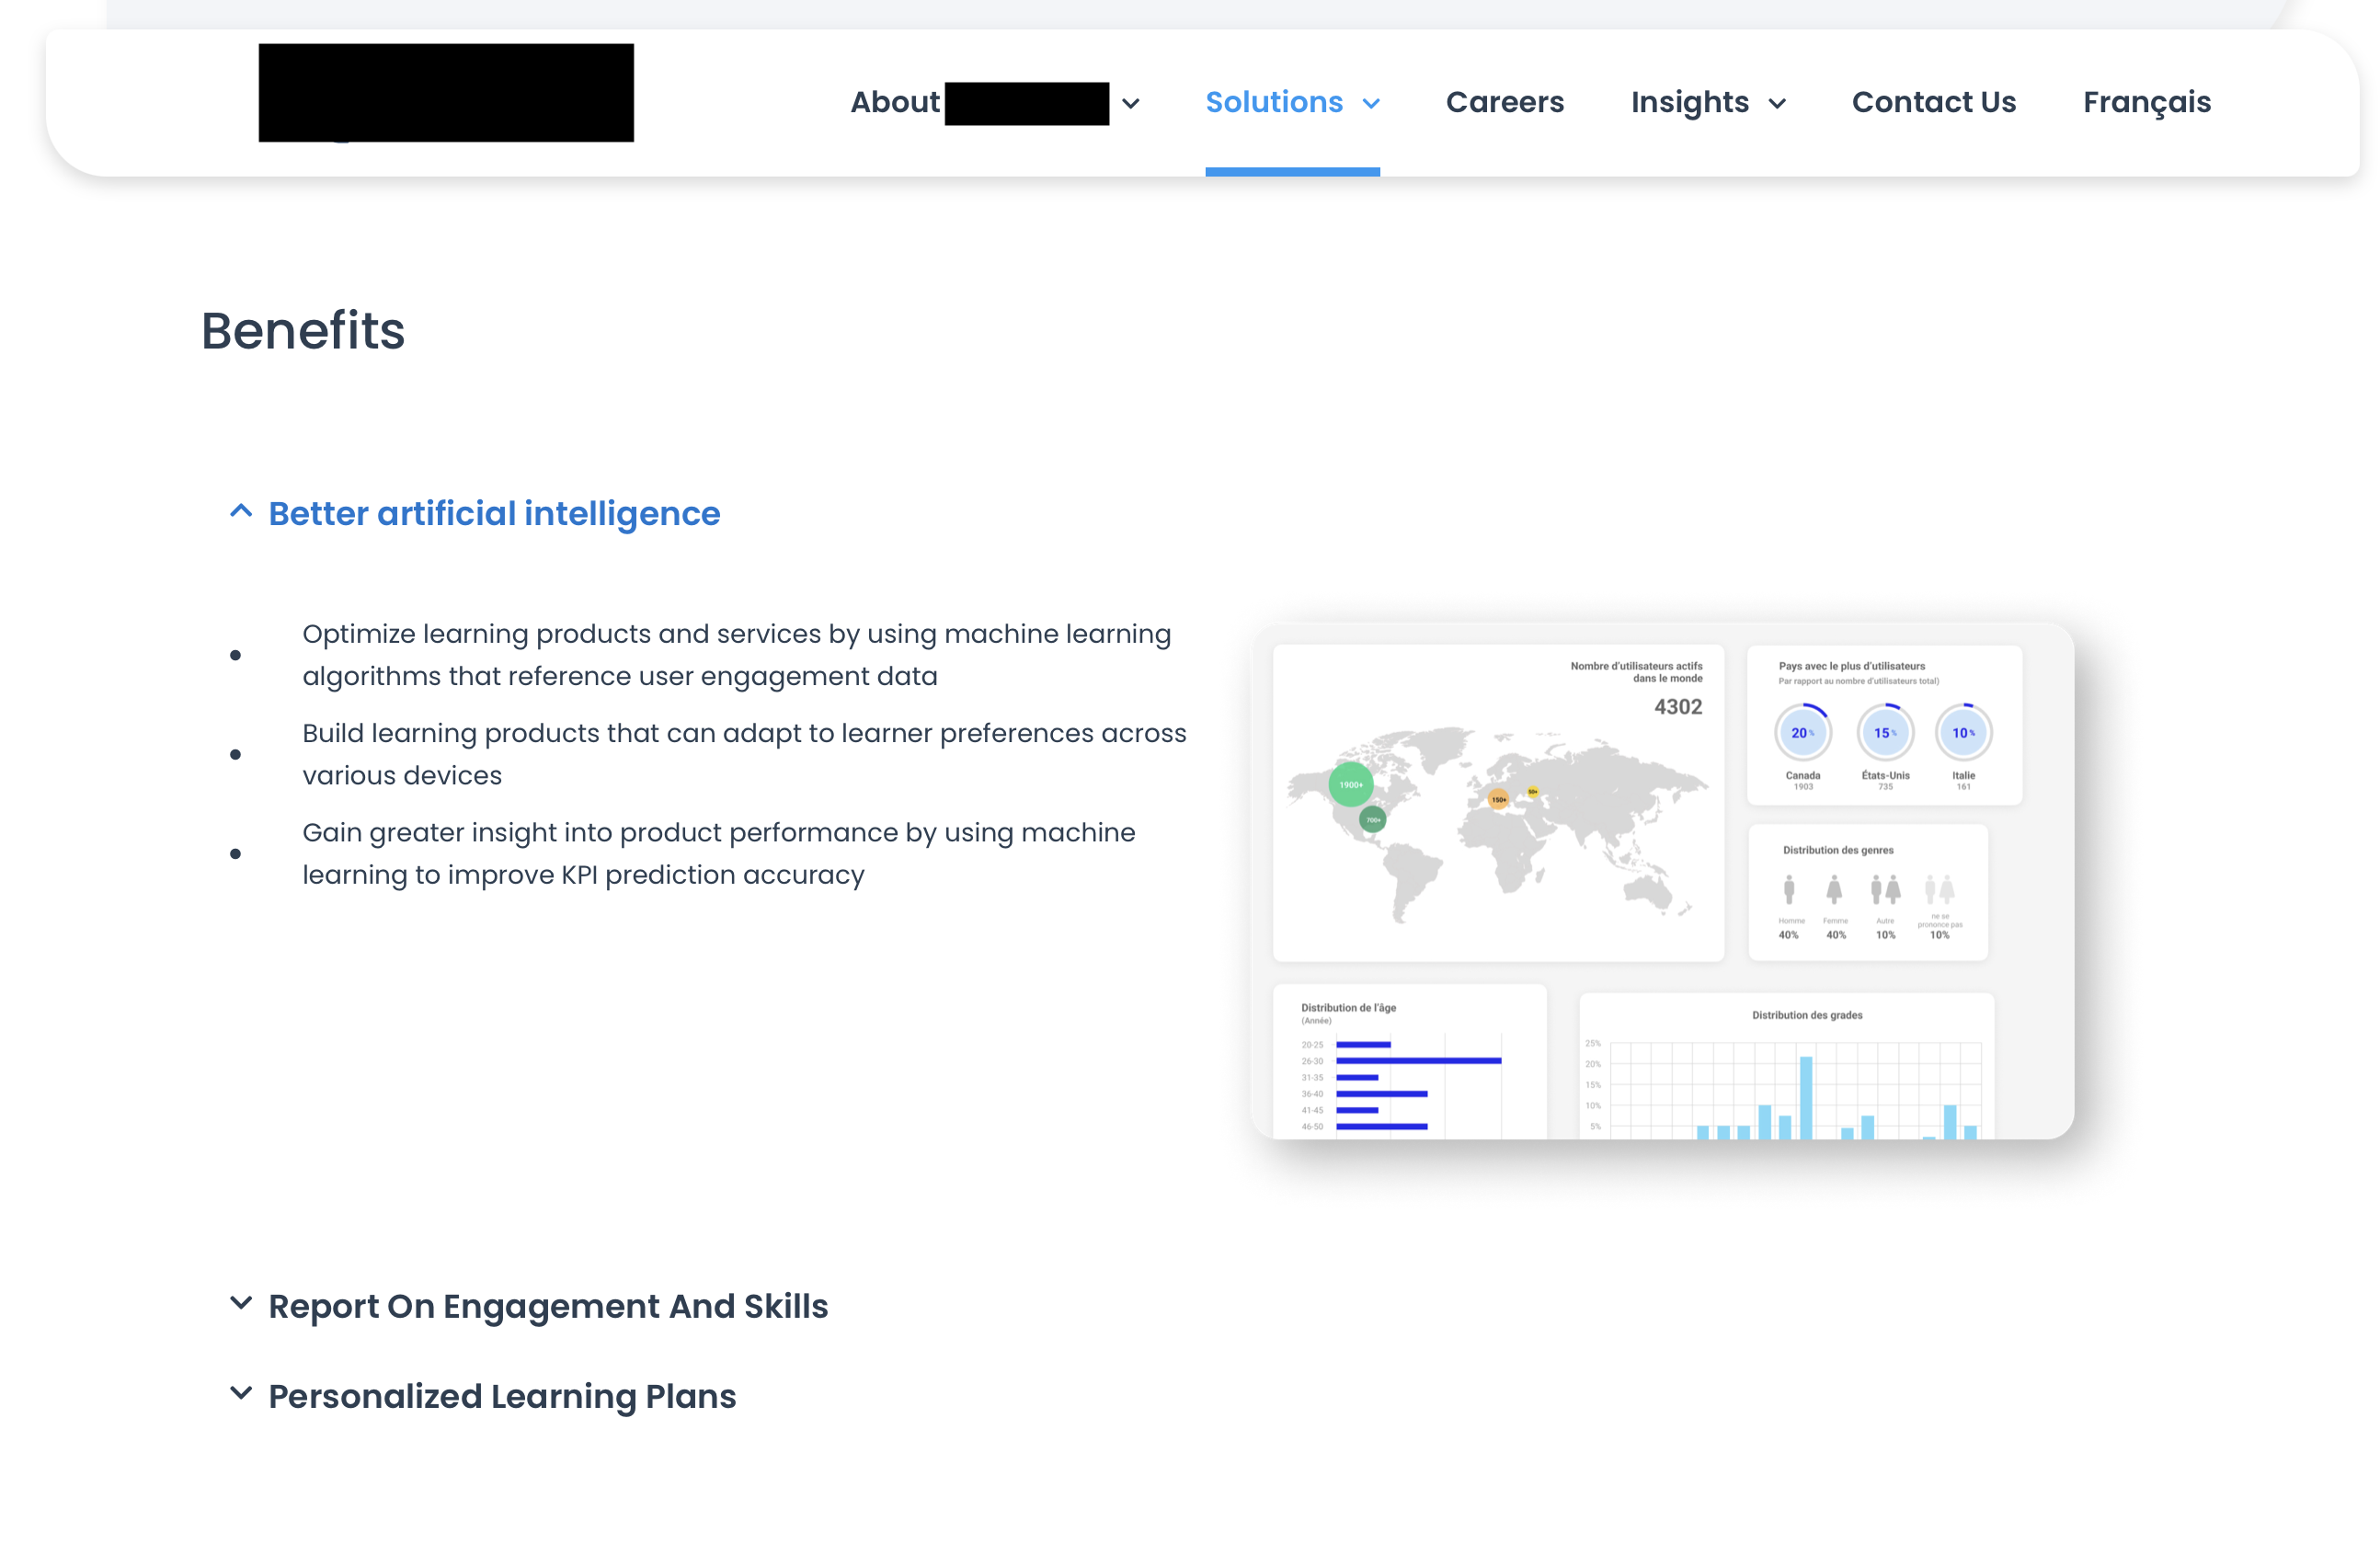 About
Solutions
Careers
Insights
Contact Us
Français
Benefits
Better artificial intelligence
Optimize learning products and services by using machine learning
algorithms that reference user engagement data
Build learning products that can adapt to learner preferences across
various devices
Gain greater insight into product performance by using machine
learning to improve KPI prediction accuracy
Nombre d'utilisateurs actifs
dans le monde
4302
1900+
700+
150+
50+
Pays avec le plus d'utilisateurs
Par rapport au nombre d'utilisateurs total)
20 %
15 %
10 %
Canada
1903
États-Unis
735
Italie
161
Distribution des genres
Homme
40%
Femme
40%
Autre
10%
ne se
prononce pas
10%
Distribution de l'âge
(Année)
20-25
26-30
31-35
36-40
41-45
46-50
Distribution des grades
25%
20%
15%
10%
5%
Report On Engagement And Skills
Personalized Learning Plans